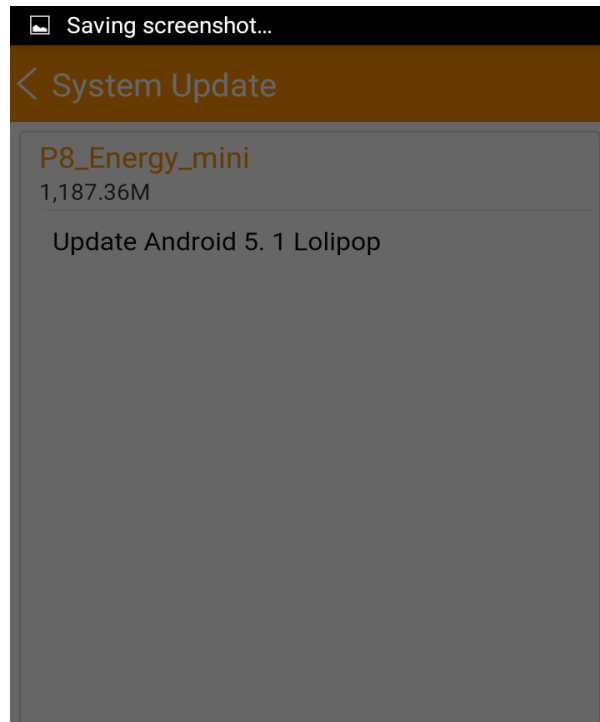 Saving screenshot...
System Update
P8_Energy_mini
1,187.36M
Update Android 5. 1 Lolipop